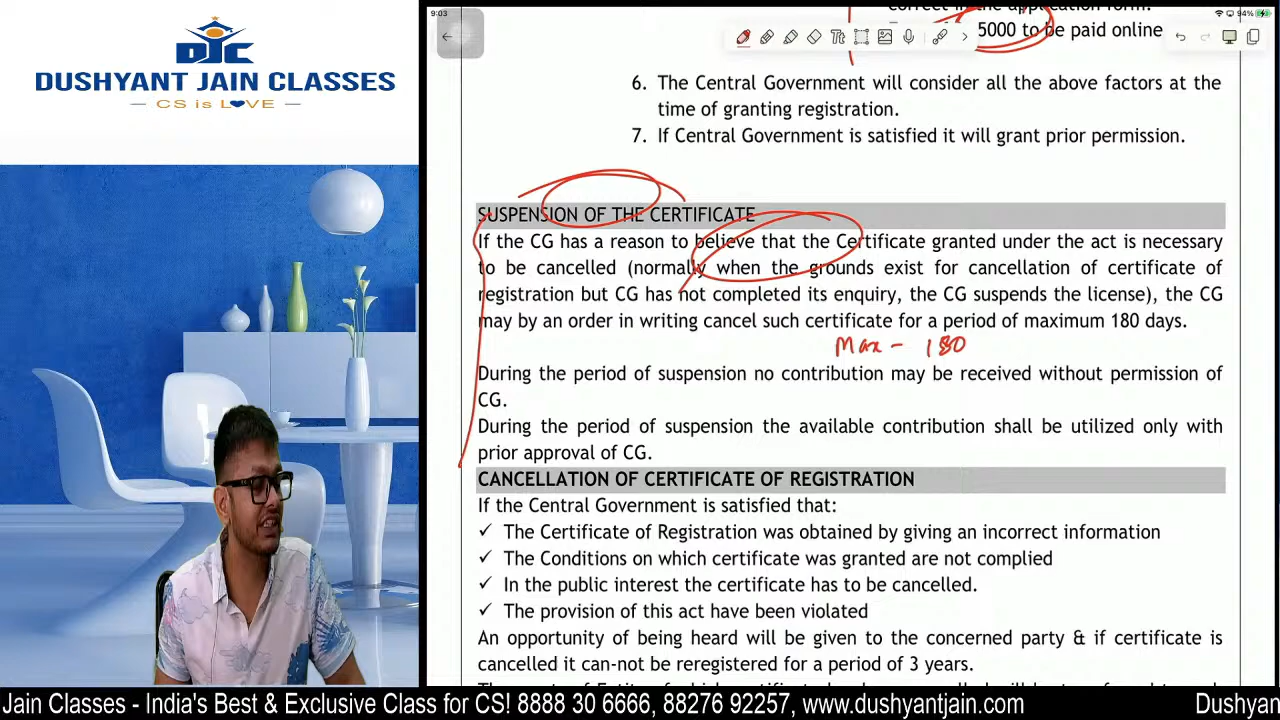 9:03
94%
DJC
DUSHYANT JAIN CLASSES
CS is LOVE
correct in the application form.
5000 to be paid online
Tt
6. The Central Government will consider all the above factors at the
time of granting registration.
7. If Central Government is satisfied it will grant prior permission.
SUSPENSION OF THE CERTIFICATE
If the CG has a reason to believe that the Certificate granted under the act is necessary
to be cancelled (normally when the grounds exist for cancellation of certificate of
registration but CG has not completed its enquiry, the CG suspends the license), the CG
may by an order in writing cancel such certificate for a period of maximum 180 days.
Max - 180
During the period of suspension no contribution may be received without permission of
CG.
During the period of suspension the available contribution shall be utilized only with
prior approval of CG.
CANCELLATION OF CERTIFICATE OF REGISTRATION
If the Central Government is satisfied that:
✓ The Certificate of Registration was obtained by giving an incorrect information
✓ The Conditions on which certificate was granted are not complied
✓ In the public interest the certificate has to be cancelled.
✓ The provision of this act have been violated
An opportunity of being heard will be given to the concerned party & if certificate is
cancelled it can-not be reregistered for a period of 3 years.
Jain Classes - India's Best & Exclusive Class for CS! 8888 30 6666, 88276 92257, www.dushyantjain.com
Dushyan